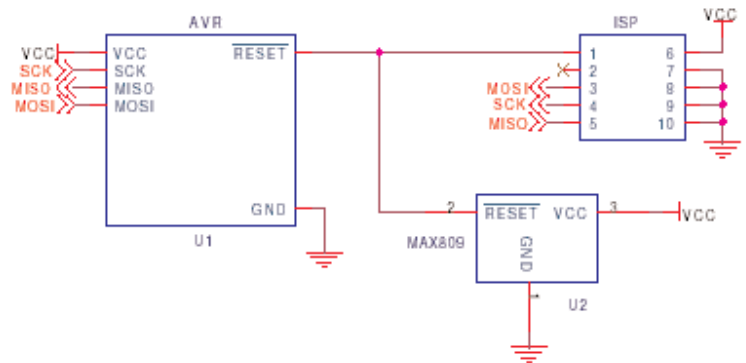 AVR
VCC VCC RESET
SCK SCK
MISO MISO
MOSI MOSI
GND
U1
ISP
VCC
1 6
2 7
MOSI 3 8
SCK 4 9
MISO 5 10
2 RESET VCC 3 VCC
MAX809
GND
1
U2